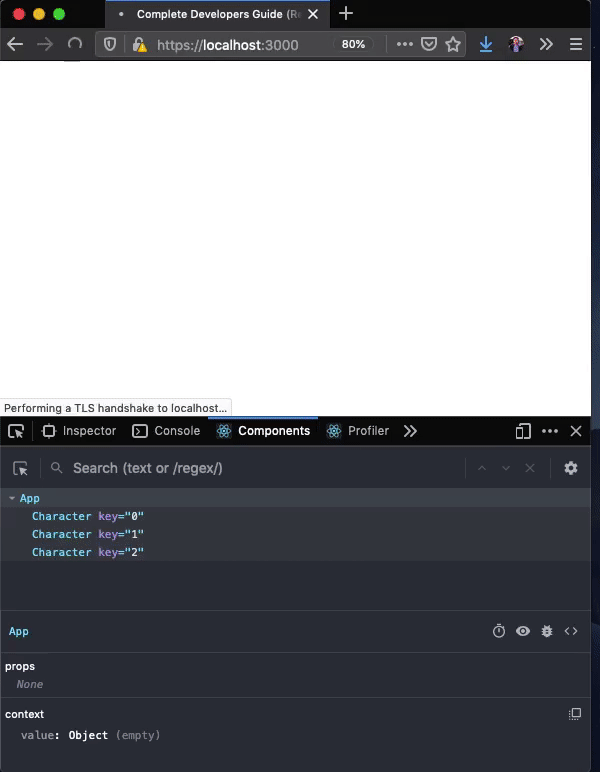 Complete Developers Guide (Re
https://localhost:3000 80%
Performing a TLS handshake to localhost...
Inspector Console Components Profiler
Search (text or /regex/)
App
Character key="0"
Character key="1"
Character key="2"
App
props
None
context
value: Object (empty)